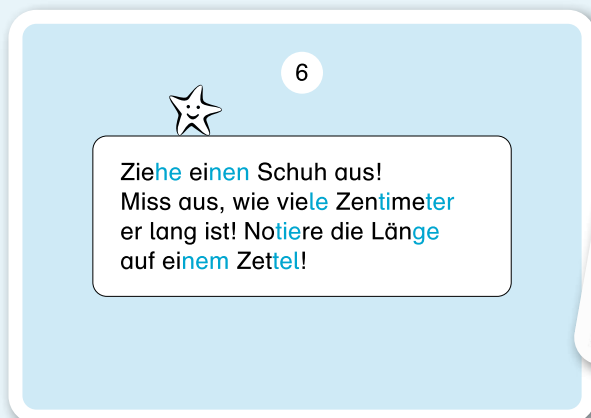 6
Ziehe einen Schuh aus!
Miss aus, wie viele Zentimeter
er lang ist! Notiere die Länge
auf einem Zettel!